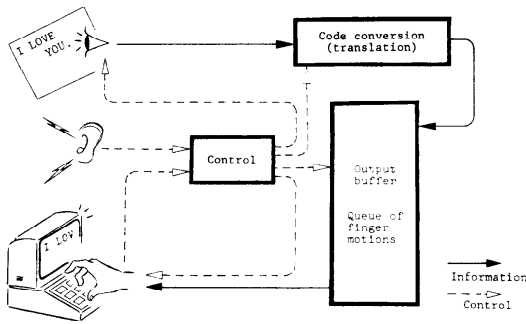 I LOVE
YOU.
Code conversion
(translation)
Control
Output
buffer
Queue of
finger
motions
I LOV
Information
Control